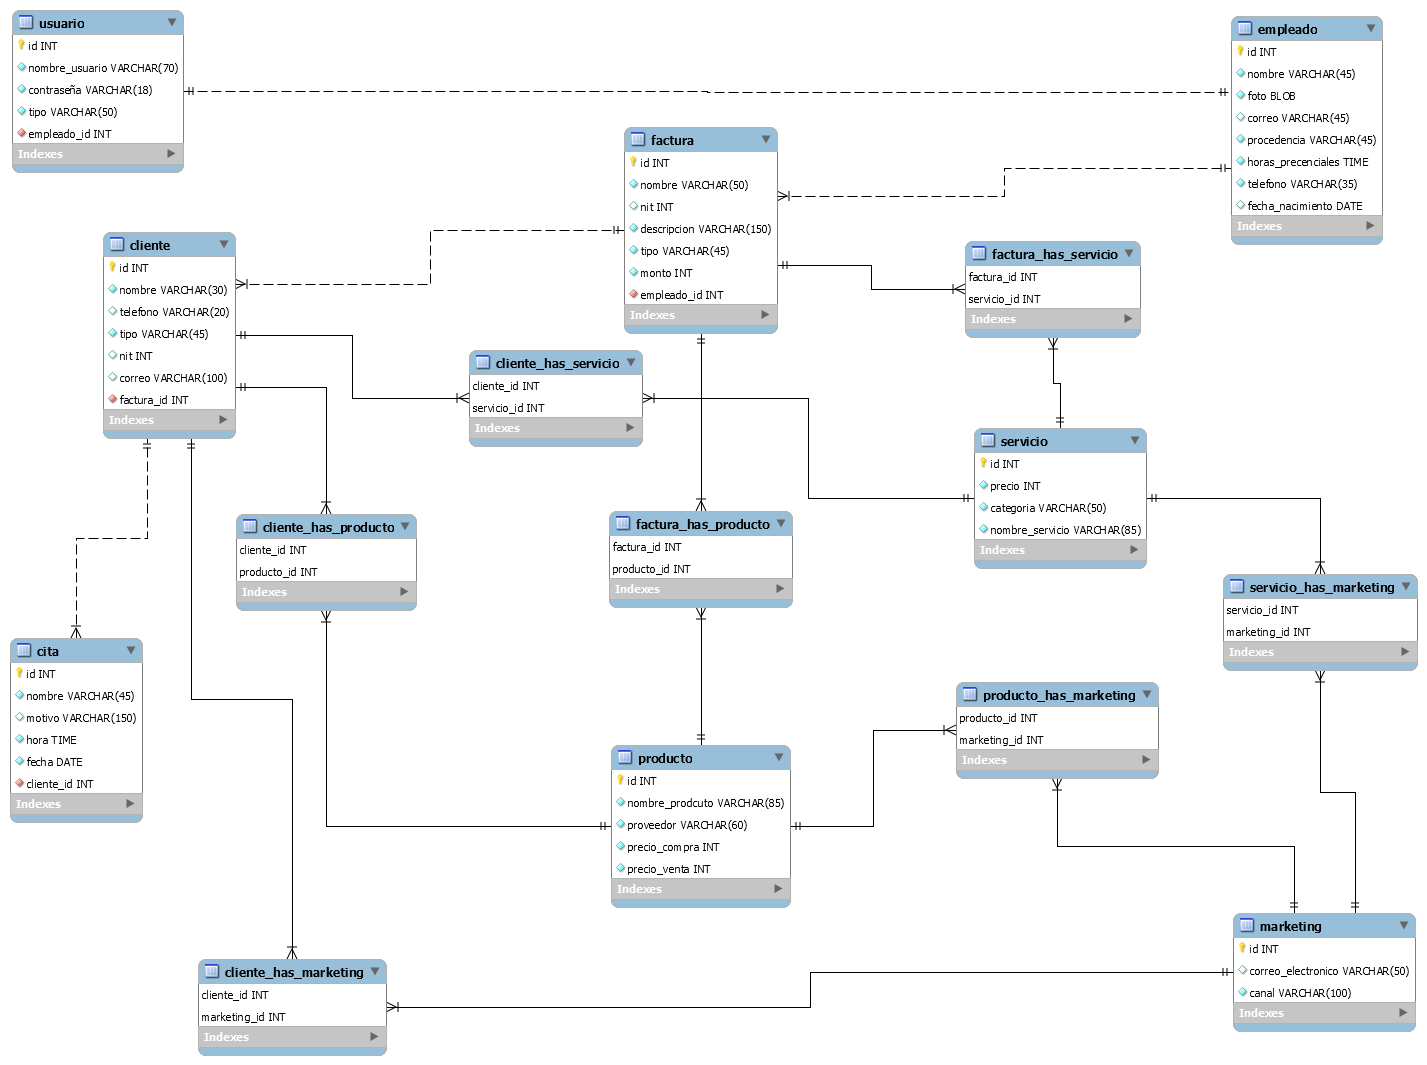 usuario
id INT
nombre_usuario VARCHAR(70)
contraseña VARCHAR(18)
tipo VARCHAR(50)
empleado_id INT
Indexes
empleado
id INT
nombre VARCHAR(45)
foto BLOB
correo VARCHAR(45)
procedencia VARCHAR(45)
horas_precenciales TIME
telefono VARCHAR(35)
fecha_nacimiento DATE
Indexes
factura
id INT
nombre VARCHAR(50)
nit INT
descripcion VARCHAR(150)
tipo VARCHAR(45)
monto INT
empleado_id INT
Indexes
cliente
id INT
nombre VARCHAR(30)
telefono VARCHAR(20)
tipo VARCHAR(45)
nit INT
correo VARCHAR(100)
factura_id INT
Indexes
factura_has_servicio
factura_id INT
servicio_id INT
Indexes
cliente_has_servicio
cliente_id INT
servicio_id INT
Indexes
servicio
id INT
precio INT
categoria VARCHAR(50)
nombre_servicio VARCHAR(85)
Indexes
cliente_has_producto
cliente_id INT
producto_id INT
Indexes
factura_has_producto
factura_id INT
producto_id INT
Indexes
servicio_has_marketing
servicio_id INT
marketing_id INT
Indexes
cita
id INT
nombre VARCHAR(45)
motivo VARCHAR(150)
hora TIME
fecha DATE
cliente_id INT
Indexes
producto_has_marketing
producto_id INT
marketing_id INT
Indexes
producto
id INT
nombre_prodcuto VARCHAR(85)
proveedor VARCHAR(60)
precio_compra INT
precio_venta INT
Indexes
marketing
id INT
correo_electronico VARCHAR(50)
canal VARCHAR(100)
Indexes
cliente_has_marketing
cliente_id INT
marketing_id INT
Indexes